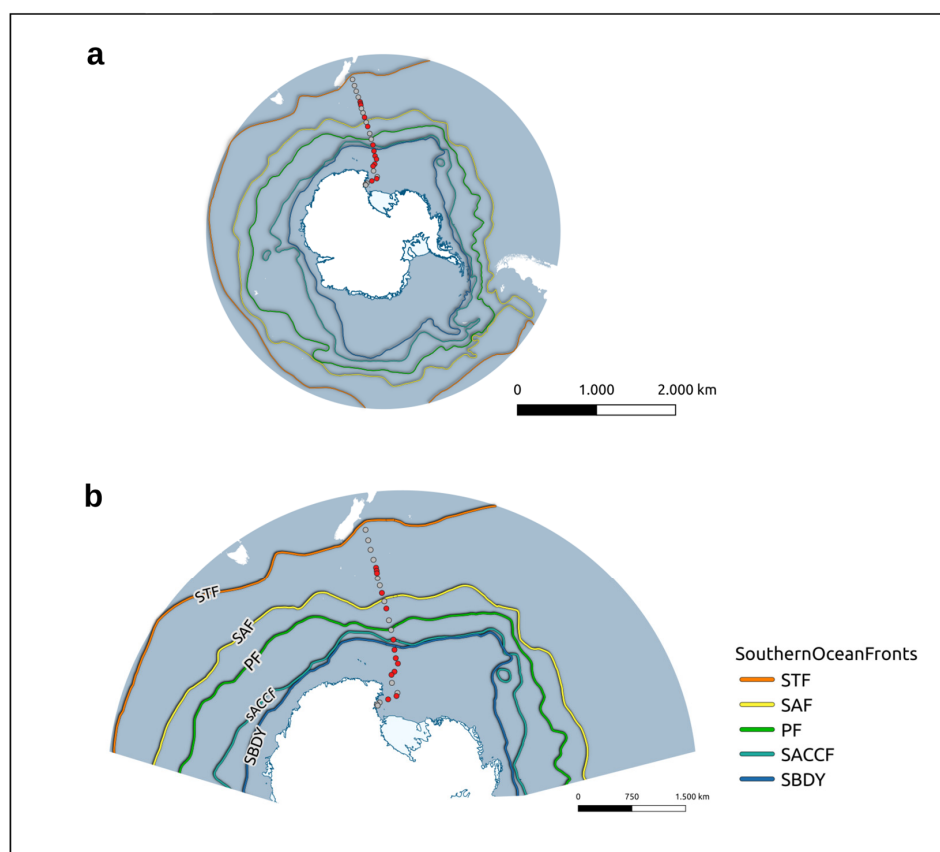 a
0 1.000 2.000 km
b
STF
SAF
PF
sACCf
SBDY
SouthernOceanFronts
STF
SAF
PF
SACCF
SBDY
0 750 1.500 km